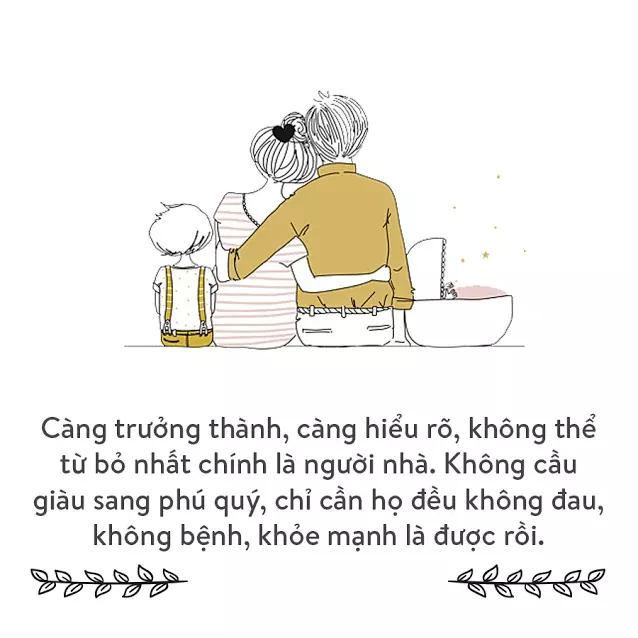 Càng trưởng thành, càng hiểu rõ, không thể
từ bỏ nhất chính là người nhà. Không cầu
giàu sang phú quý, chỉ cần họ đều không đau,
không bệnh, khỏe mạnh là được rồi.